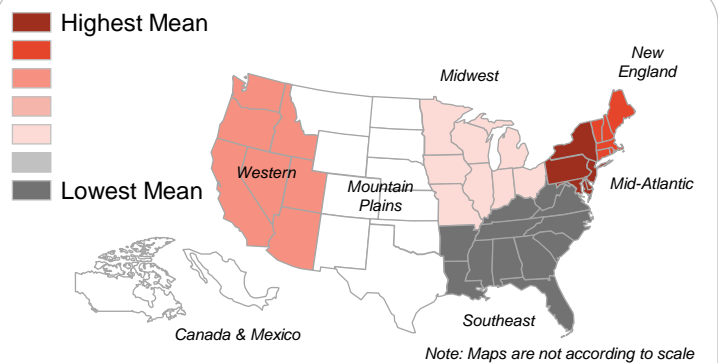 Highest Mean
Lowest Mean
New
England
Midwest
Western
Mountain
Plains
Mid-Atlantic
Southeast
Canada & Mexico
Note: Maps are not according to scale